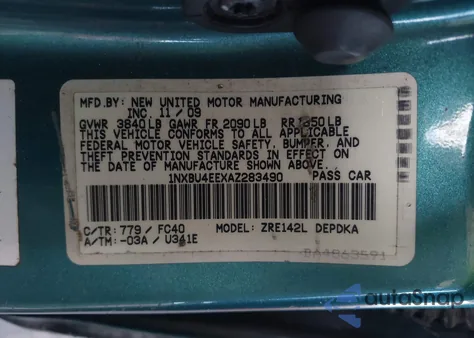 MFD.BY: NEW UNITED MOTOR MANUFACTURING
INC. 11/09
GVWR 3840LB GAWR FR 2090LB RR1950LB
THIS VEHICLE CONFORMS TO ALL APPLICABLE
FEDERAL MOTOR VEHICLE SAFETY, BUMPER, AND
THEFT PREVENTION STANDARDS IN EFFECT ON
THE DATE OF MANUFACTURE SHOWN ABOVE.
1NXBU4EEXAZ283490 PASS CAR
C/TR: 779/FC40 MODEL: ZRE142L DEPDKA
A/TM: -03A/U341E
autoSnap